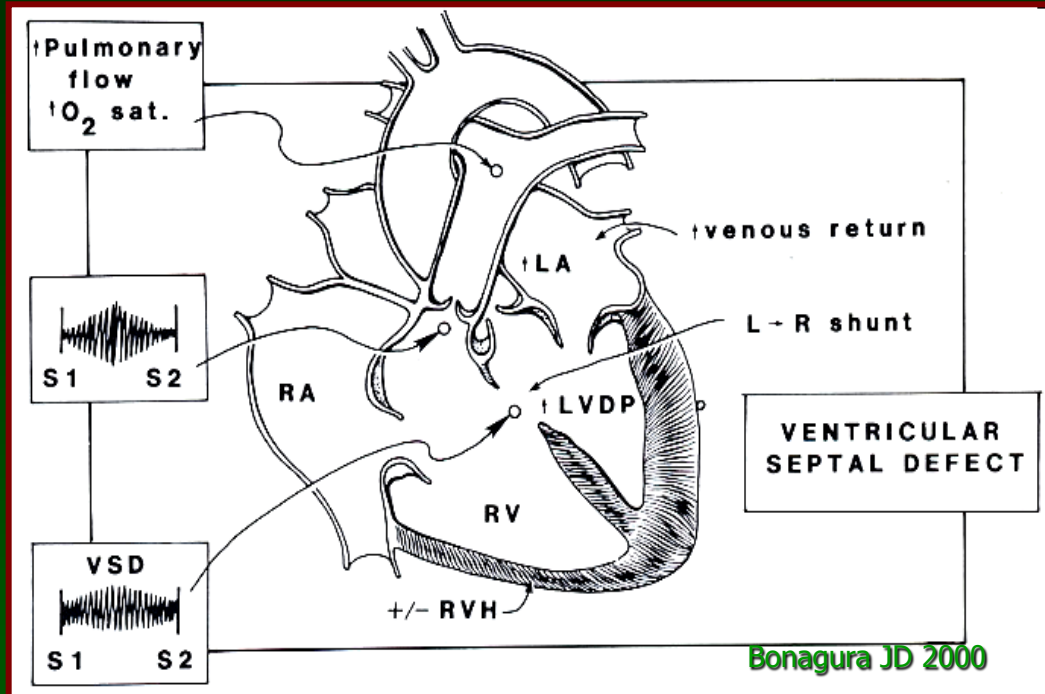 ↑Pulmonary
flow
↑O2 sat.
S1 S2
VSD
S1 S2
RA
↑LA
↑venous return
L→R shunt
↑LVDP
RV
+/- RVH
VENTRICULAR
SEPTAL DEFECT
Bonagura JD 2000